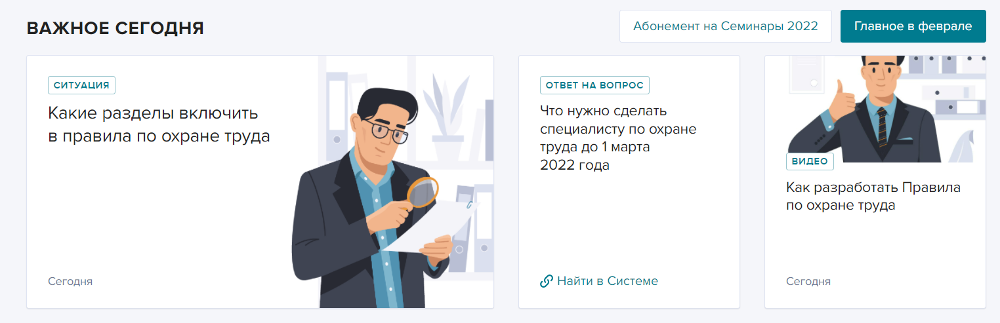 ВАЖНОЕ СЕГОДНЯ
Абонемент на Семинары 2022
Главное в феврале
СИТУАЦИЯ
Какие разделы включить
в правила по охране труда
Сегодня
ОТВЕТ НА ВОПРОС
Что нужно сделать
специалисту по охране
труда до 1 марта
2022 года
Найти в Системе
ВИДЕО
Как разработать Правила
по охране труда
Сегодня